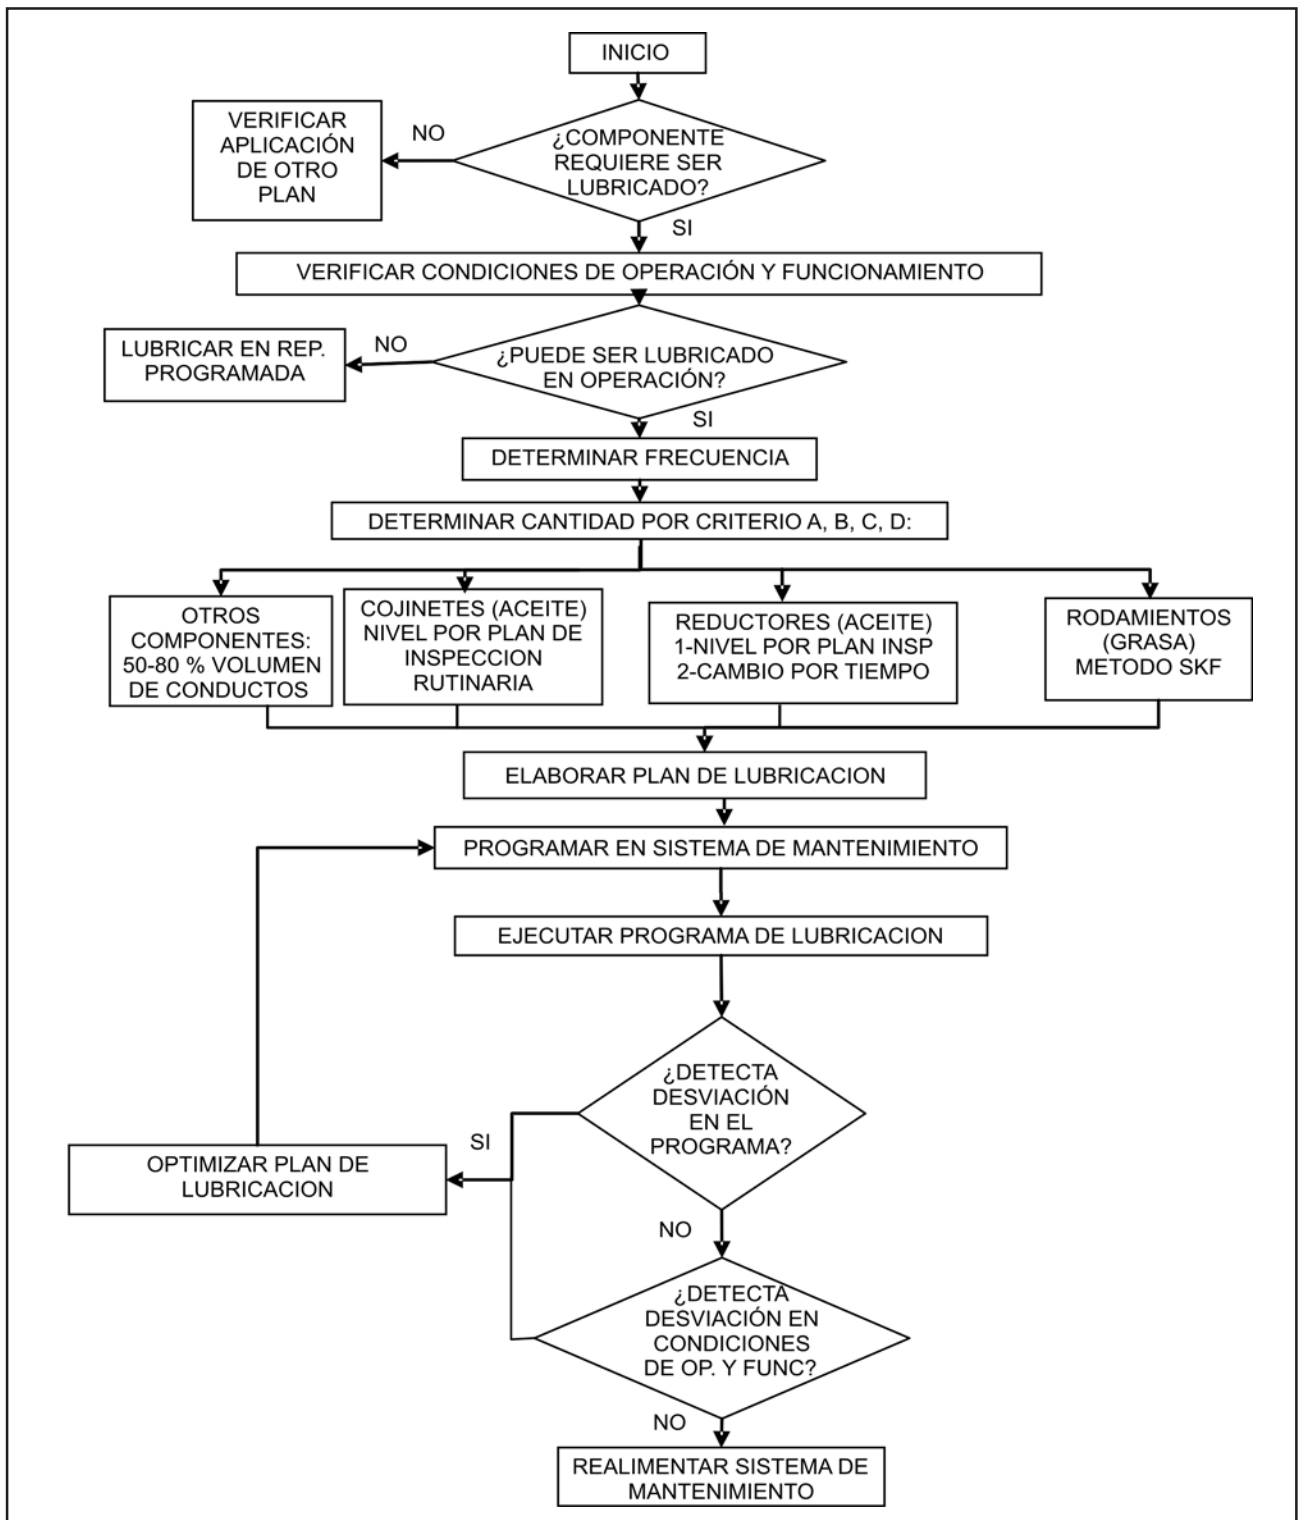 INICIO
¿COMPONENTE
REQUIERE SER
LUBRICADO?
NO
VERIFICAR
APLICACIÓN
DE OTRO
PLAN
SI
VERIFICAR CONDICIONES DE OPERACIÓN Y FUNCIONAMIENTO
¿PUEDE SER LUBRICADO
EN OPERACIÓN?
NO
LUBRICAR EN REP.
PROGRAMADA
SI
DETERMINAR FRECUENCIA
DETERMINAR CANTIDAD POR CRITERIO A, B, C, D:
OTROS
COMPONENTES:
50-80 % VOLUMEN
DE CONDUCTOS
COJINETES (ACEITE)
NIVEL POR PLAN DE
INSPECCION
RUTINARIA
REDUCTORES (ACEITE)
1-NIVEL POR PLAN INSP
2-CAMBIO POR TIEMPO
RODAMIENTOS
(GRASA)
METODO SKF
ELABORAR PLAN DE LUBRICACION
PROGRAMAR EN SISTEMA DE MANTENIMIENTO
EJECUTAR PROGRAMA DE LUBRICACION
¿DETECTA
DESVIACIÓN
EN EL
PROGRAMA?
SI
OPTIMIZAR PLAN DE
LUBRICACION
NO
¿DETECTA
DESVIACIÓN EN
CONDICIONES
DE OP. Y FUNC?
NO
REALIMENTAR SISTEMA DE
MANTENIMIENTO